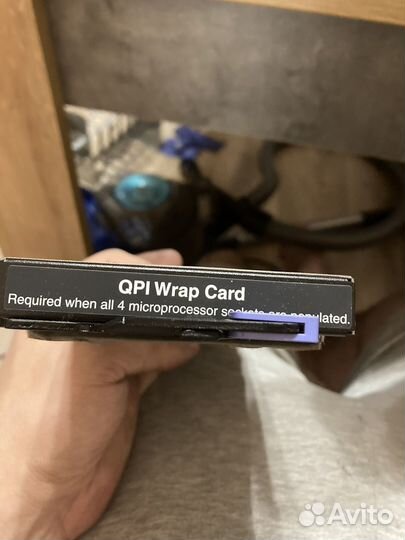 QPI Wrap Card
Required when all 4 microprocessor sockets are populated.
Avito